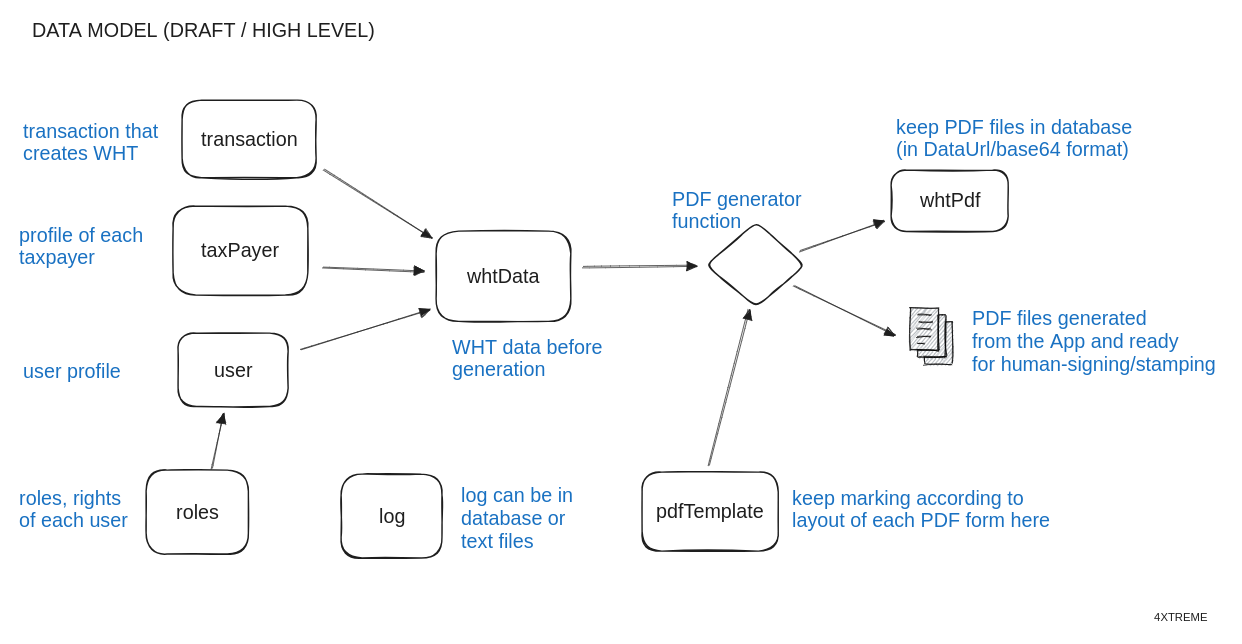 DATA MODEL (DRAFT / HIGH LEVEL)
transaction that
creates WHT
transaction
keep PDF files in database
(in DataUrl/base64 format)
whtPdf
profile of each
taxpayer
taxPayer
whtData
WHT data before
generation
PDF generator
function
PDF files generated
from the App and ready
for human-signing/stamping
user profile
user
roles, rights
of each user
roles
log
log can be in
database or
text files
pdfTemplate
keep marking according to
layout of each PDF form here
4XTREME